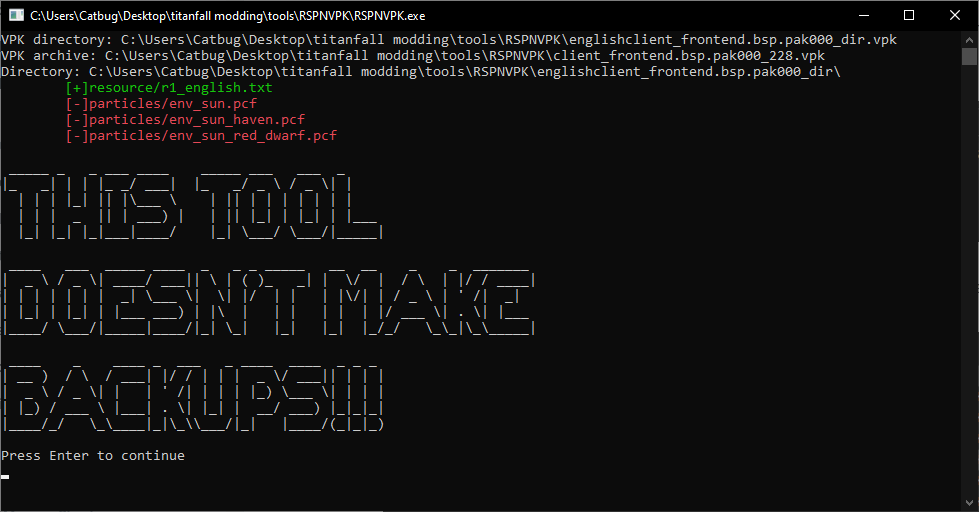 C:\Users\Catbug\Desktop\titanfall modding\tools\RSPNVPK\RSPNVPK.exe
VPK directory: C:\Users\Catbug\Desktop\titanfall modding\tools\RSPNVPK\englishclient_frontend.bsp.pak000_dir.vpk
VPK archive: C:\Users\Catbug\Desktop\titanfall modding\tools\RSPNVPK\client_frontend.bsp.pak000_228.vpk
Directory: C:\Users\Catbug\Desktop\titanfall modding\tools\RSPNVPK\englishclient_frontend.bsp.pak000_dir\
[+]resource/r1_english.txt
[-]particles/env_sun.pcf
[-]particles/env_sun_haven.pcf
[-]particles/env_sun_red_dwarf.pcf
THIS TOOL
DOESN'T MAKE
BACKUPS!!!
Press Enter to continue